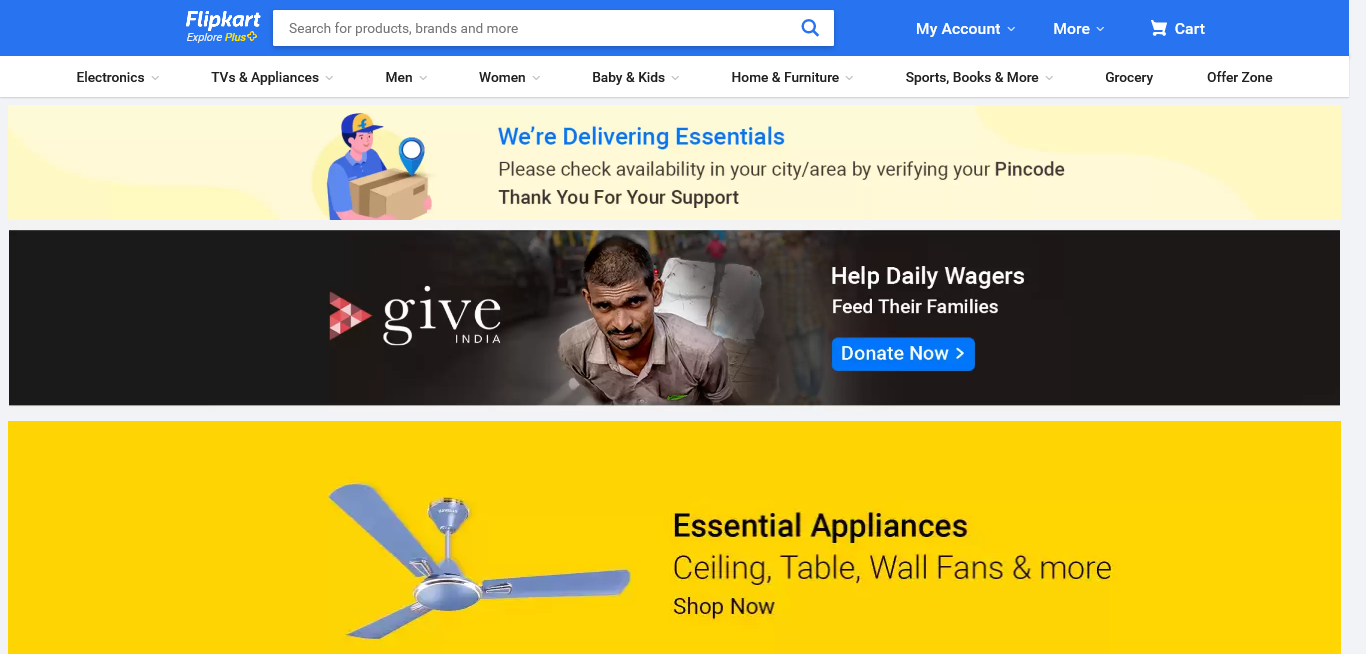 Flipkart
Explore Plus
Search for products, brands and more
My Account
More
Cart
Electronics
TVs & Appliances
Men
Women
Baby & Kids
Home & Furniture
Sports, Books & More
Grocery
Offer Zone
We're Delivering Essentials
Please check availability in your city/area by verifying your Pincode
Thank You For Your Support
give
INDIA
Help Daily Wagers
Feed Their Families
Donate Now >
Essential Appliances
Ceiling, Table, Wall Fans & more
Shop Now